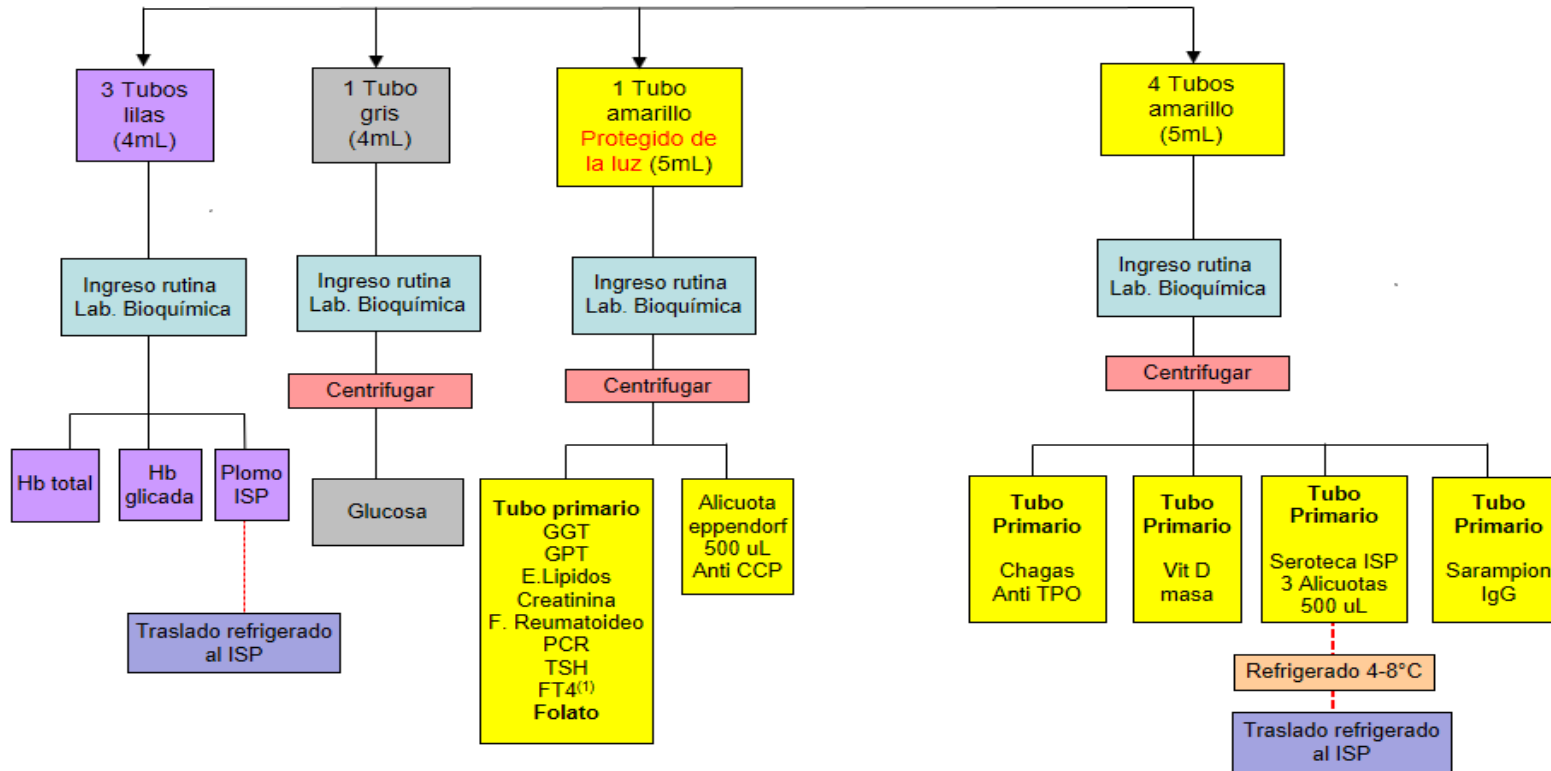 3 Tubos
lilas
(4mL)
1 Tubo
gris
(4mL)
1 Tubo
amarillo
Protegido de
la luz (5mL)
4 Tubos
amarillo
(5mL)
Ingreso rutina
Lab. Bioquímica
Ingreso rutina
Lab. Bioquímica
Ingreso rutina
Lab. Bioquímica
Ingreso rutina
Lab. Bioquímica
Centrifugar
Centrifugar
Centrifugar
Hb total
Hb
glicada
Plomo
ISP
Glucosa
Tubo primario
GGT
GPT
E.Lipidos
Creatinina
F. Reumatoideo
PCR
TSH
FT4(1)
Folato
Alicuota
eppendorf
500 uL
Anti CCP
Tubo
Primario
Chagas
Anti TPO
Tubo
Primario
Vit D
masa
Tubo
Primario
Seroteca ISP
3 Alicuotas
500 uL
Tubo
Primario
Sarampion
IgG
Traslado refrigerado
al ISP
Refrigerado 4-8°C
Traslado refrigerado
al ISP